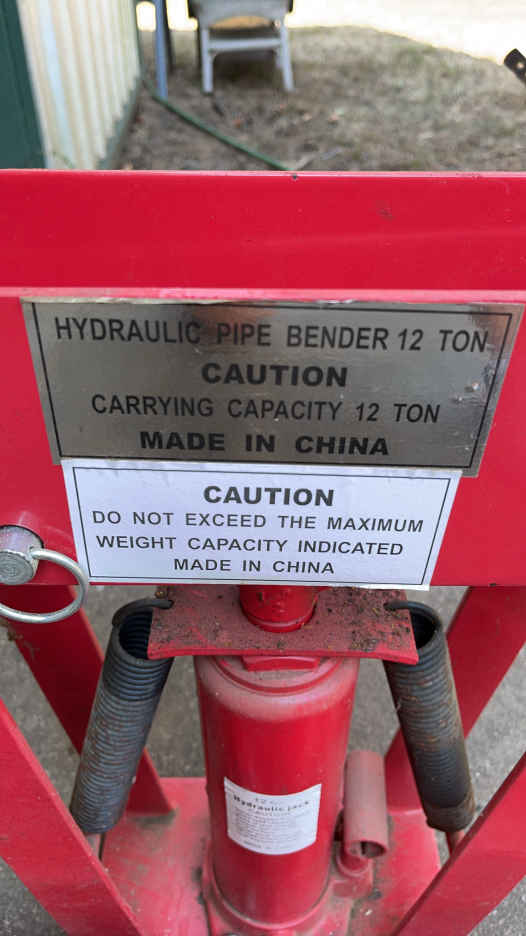 HYDRAULIC PIPE BENDER 12 TON
CAUTION
CARRYING CAPACITY 12 TON
MADE IN CHINA
CAUTION
DO NOT EXCEED THE MAXIMUM
WEIGHT CAPACITY INDICATED
MADE IN CHINA
12
Hydraulic jack